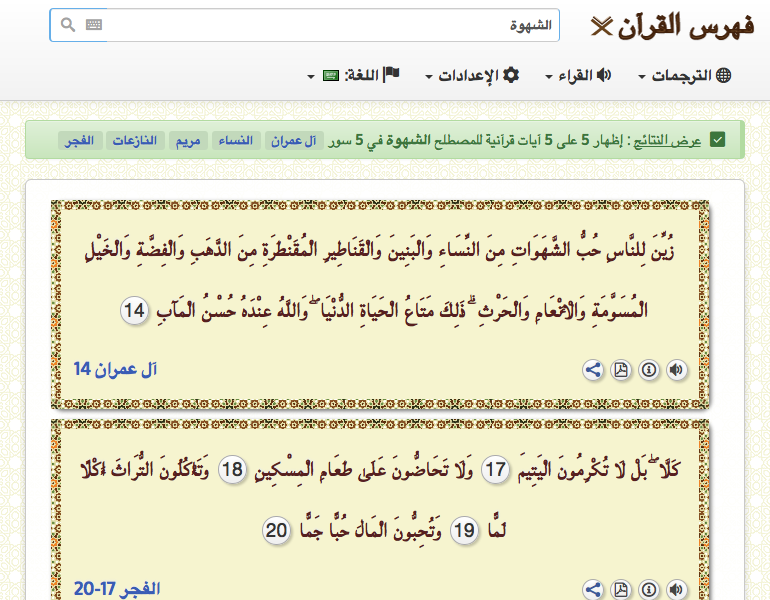 فهرس القرآن
الشهوة
الترجمات
القراء
الإعدادات
اللغة:
عرض النتائج : إظهار 5 على 5 آيات قرآنية للمصطلح الشهوة في 5 سور آل عمران النساء مريم النازعات الفجر
زُيِّنَ لِلنَّاسِ حُبُّ الشَّهَوَاتِ مِنَ النِّسَاءِ وَالْبَنِينَ وَالْقَنَاطِيرِ الْمُقَنْطَرَةِ مِنَ الذَّهَبِ وَالْفِضَّةِ وَالْخَيْلِ
الْمُسَوَّمَةِ وَالْأَنْعَامِ وَالْحَرْثِ ۗ ذَٰلِكَ مَتَاعُ الْحَيَاةِ الدُّنْيَا ۖ وَاللَّهُ عِنْدَهُ حُسْنُ الْمَآبِ 14
آل عمران 14
كَلَّا ۖ بَلْ لَا تُكْرِمُونَ الْيَتِيمَ 17 وَلَا تَحَاضُّونَ عَلَىٰ طَعَامِ الْمِسْكِينِ 18 وَتَأْكُلُونَ التُّرَاثَ أَكْلًا
لَمًّا 19 وَتُحِبُّونَ الْمَالَ حُبًّا جَمًّا 20
الفجر 17-20